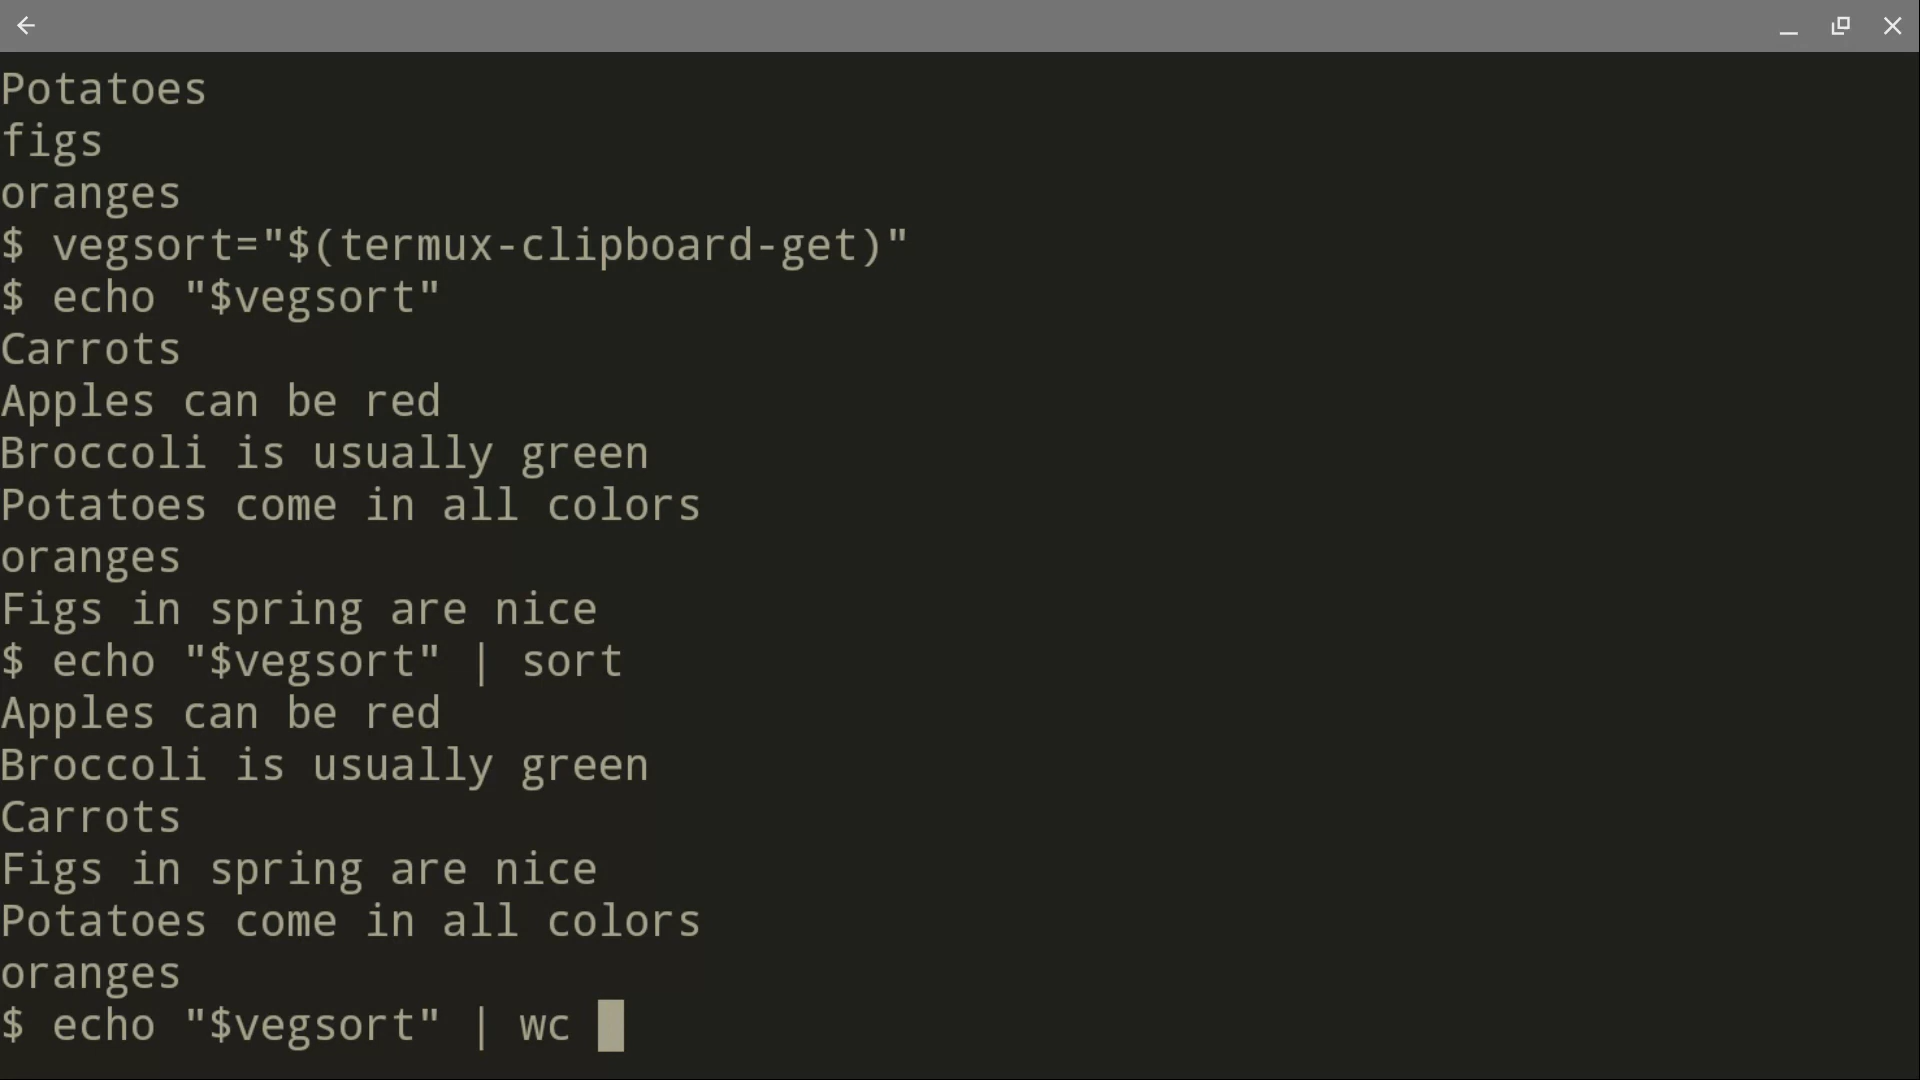 Potatoes
figs
oranges
$ vegsort="$(termux-clipboard-get)"
$ echo "$vegsort"
Carrots
Apples can be red
Broccoli is usually green
Potatoes come in all colors
oranges
Figs in spring are nice
$ echo "$vegsort" | sort
Apples can be red
Broccoli is usually green
Carrots
Figs in spring are nice
Potatoes come in all colors
oranges
$ echo "$vegsort" | wc